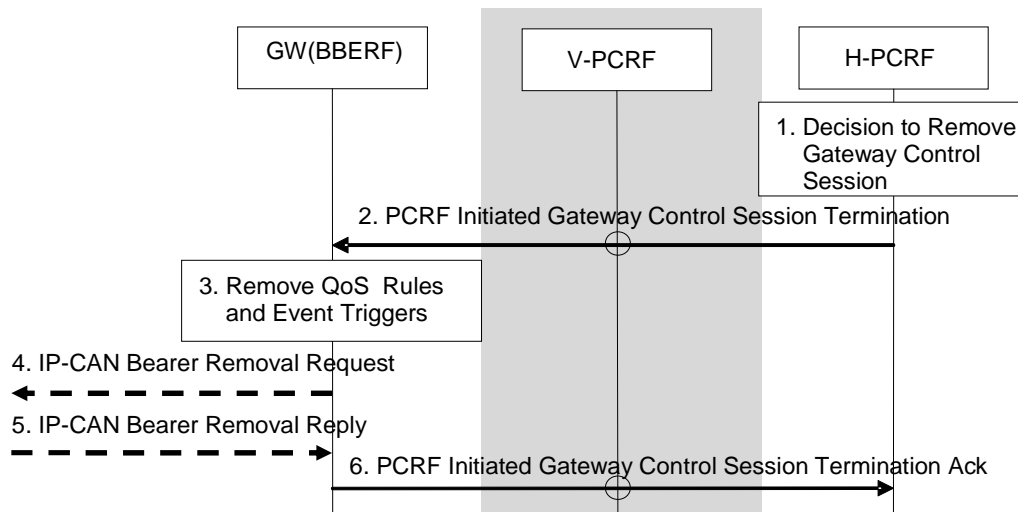 GW(BBERF)
V-PCRF
H-PCRF
1. Decision to Remove
Gateway Control
Session
2. PCRF Initiated Gateway Control Session Termination
3. Remove QoS Rules
and Event Triggers
4. IP-CAN Bearer Removal Request
5. IP-CAN Bearer Removal Reply
6. PCRF Initiated Gateway Control Session Termination Ack